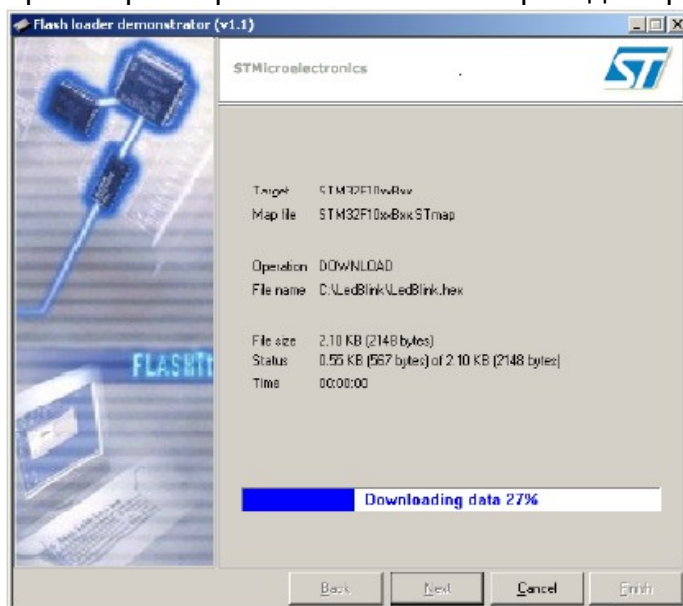 Flash loader demonstrator (v1.1)
STMicroelectronics
ST
Target STM32F10xxBxx
Map file STM32F10xxBxx.STmap
Operation DOWNLOAD
File name C:\LedBlink\LedBlink.hex
File size 2.10 KB (2148 bytes)
Status 0.55 KB (567 bytes) of 2.10 KB (2148 bytes)
Time 00:00:00
Downloading data 27%
Back Next Cancel Finish